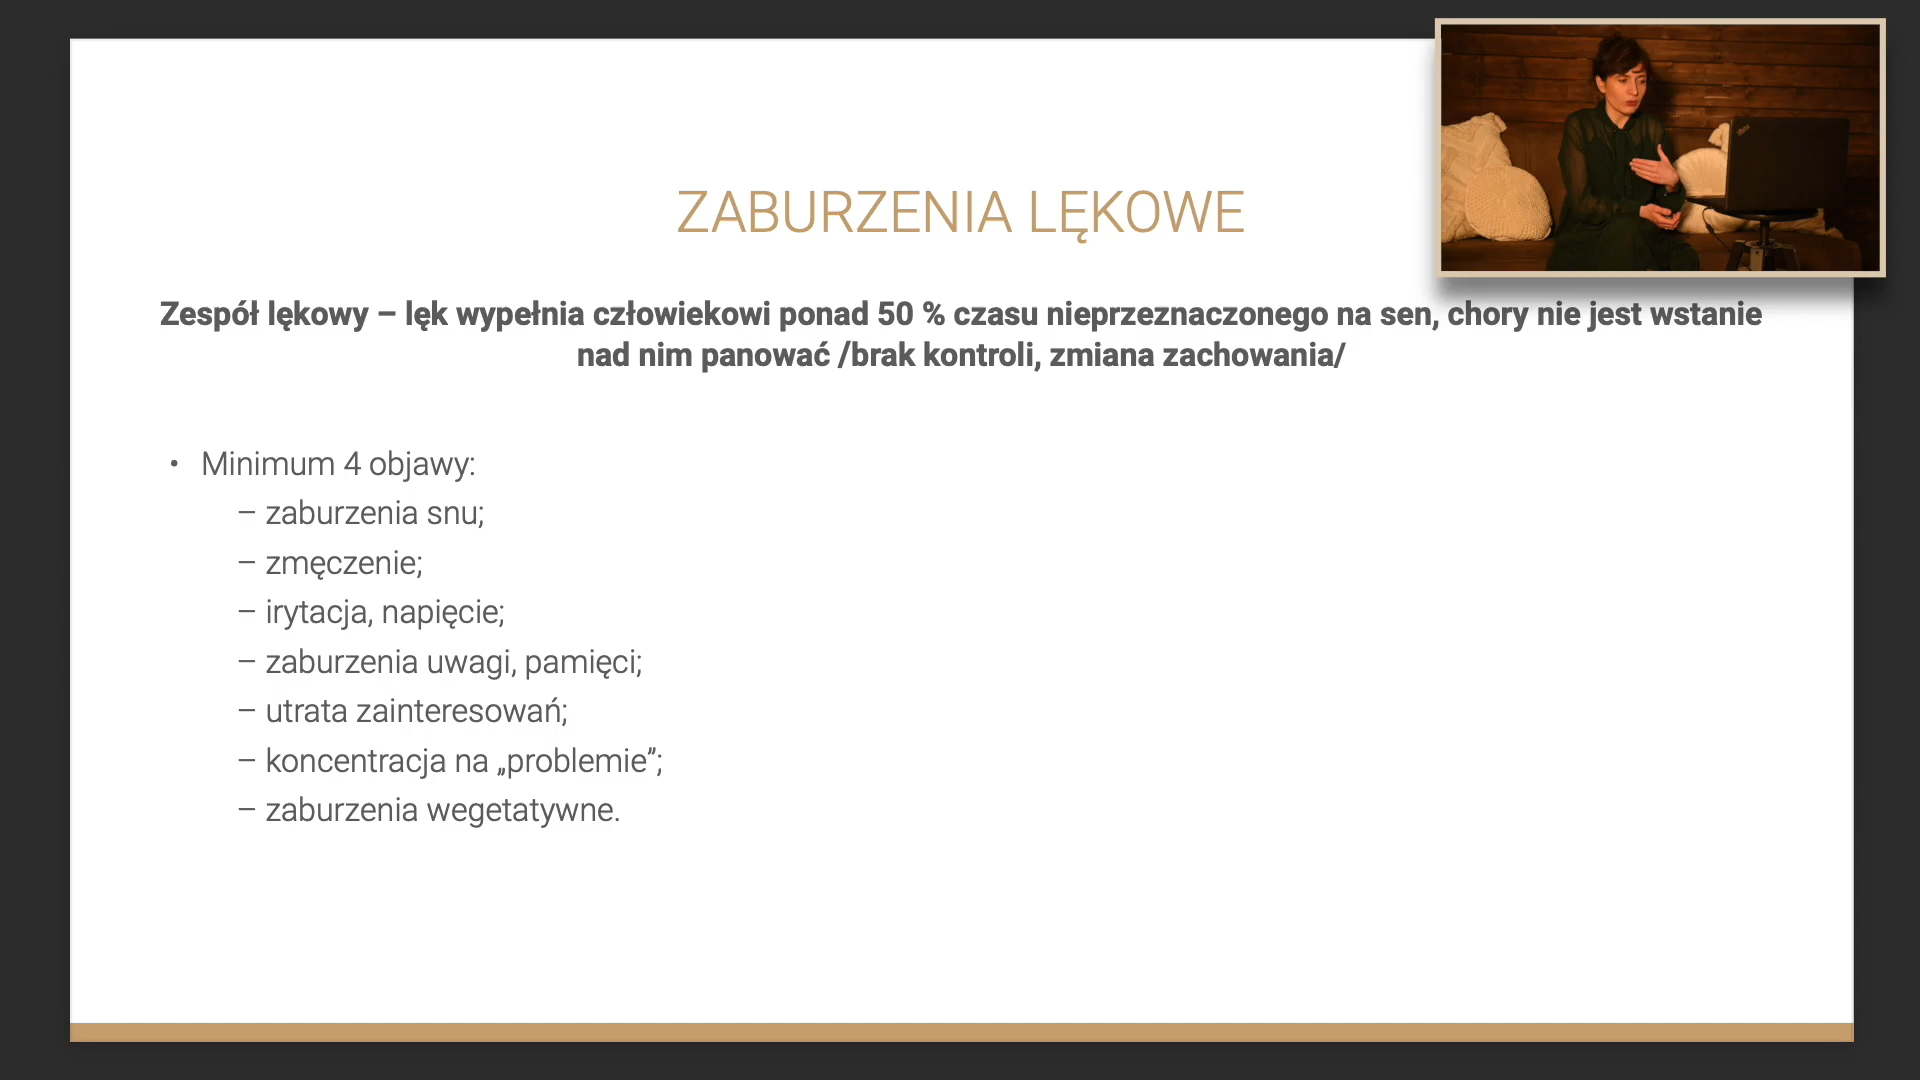 ZABURZENIA LĘKOWE
Zespół lękowy – lęk wypełnia człowiekowi ponad 50 % czasu nieprzeznaczonego na sen, chory nie jest wstanie
nad nim panować /brak kontroli, zmiana zachowania/
• Minimum 4 objawy:
– zaburzenia snu;
– zmęczenie;
– irytacja, napięcie;
– zaburzenia uwagi, pamięci;
– utrata zainteresowań;
– koncentracja na „problemie”;
– zaburzenia wegetatywne.